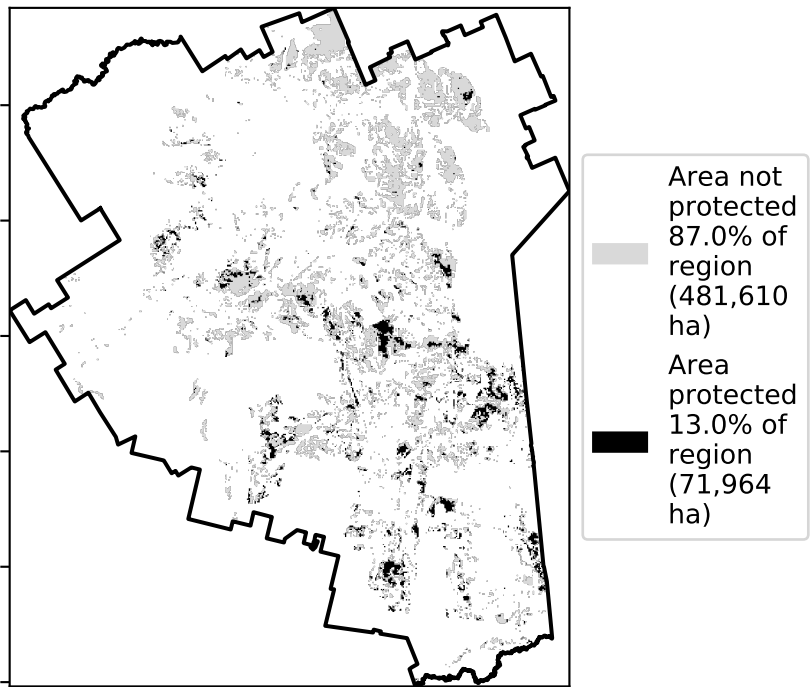 Area not
protected
87.0% of
region
(481,610
ha)
Area
protected
13.0% of
region
(71,964
ha)